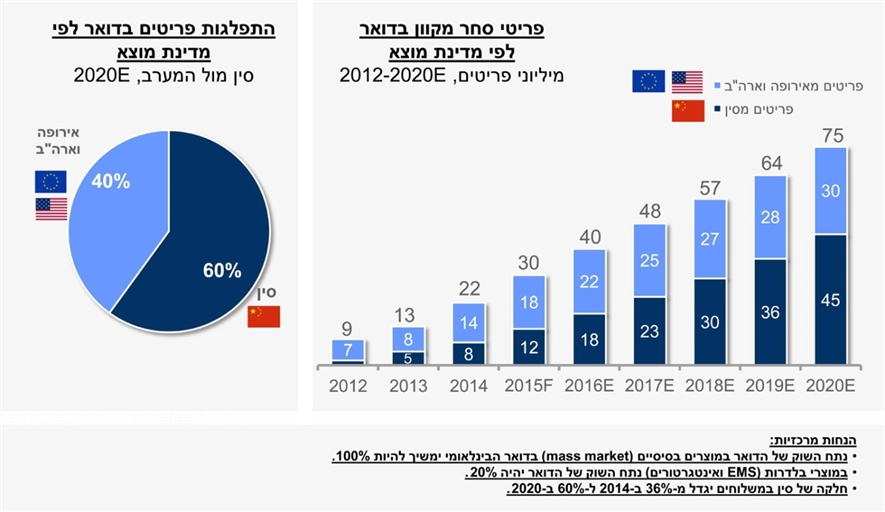 פריטי סחר מקוון בדואר
לפי מדינת מוצא
מיליוני פריטים, 2012-2020E
פריטים מאירופה וארה"ב
פריטים מסין
9
13
22
30
40
48
57
64
75
7
8
14
18
22
25
27
28
30
5
8
12
18
23
30
36
45
2012
2013
2014
2015F
2016E
2017E
2018E
2019E
2020E
התפלגות פריטים בדואר לפי
מדינת מוצא
סין מול המערב, 2020E
אירופה
וארה"ב
40%
60%
סין
הנחות מרכזיות:
• נתח השוק של הדואר במוצרים בסיסיים (mass market) בדואר הבינלאומי ימשיך להיות 100%.
• במוצרי בלדרות (EMS ואינטגרטורים) נתח השוק של הדואר יהיה 20%.
• חלקה של סין במשלוחים יגדל מ-36% ב-2014 ל-60% ב-2020.